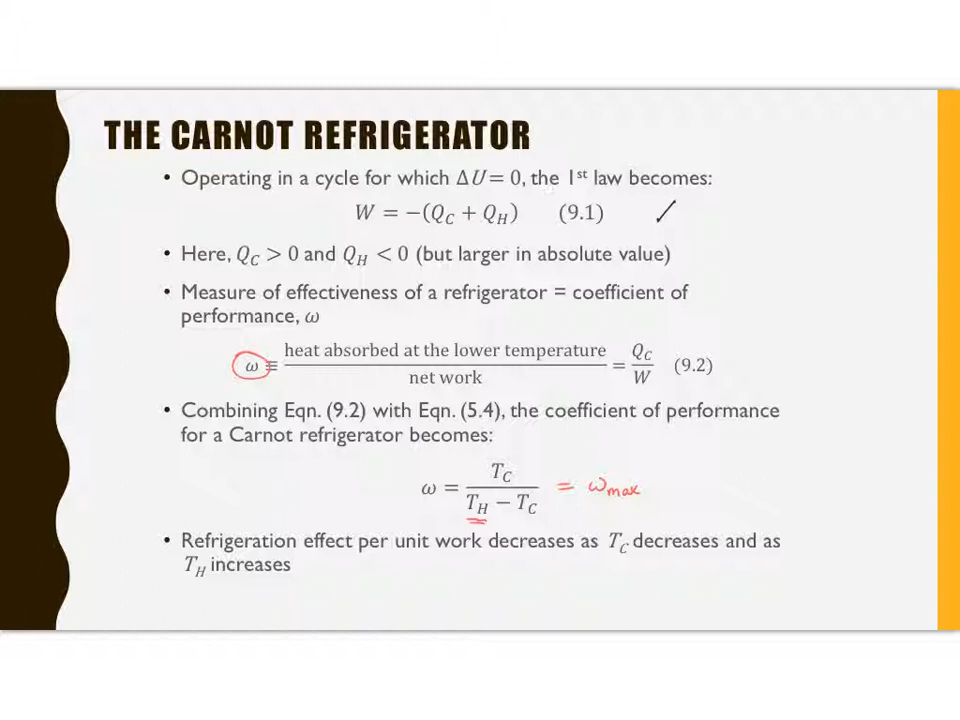 THE CARNOT REFRIGERATOR
• Operating in a cycle for which ΔU = 0, the 1st law becomes:
W = −(Q_C + Q_H) (9.1)
• Here, Q_C > 0 and Q_H < 0 (but larger in absolute value)
• Measure of effectiveness of a refrigerator = coefficient of
performance, ω
ω ≡ heat absorbed at the lower temperature / net work = Q_C / W (9.2)
• Combining Eqn. (9.2) with Eqn. (5.4), the coefficient of performance
for a Carnot refrigerator becomes:
ω = T_C / (T_H − T_C) = ω_max
• Refrigeration effect per unit work decreases as T_C decreases and as
T_H increases